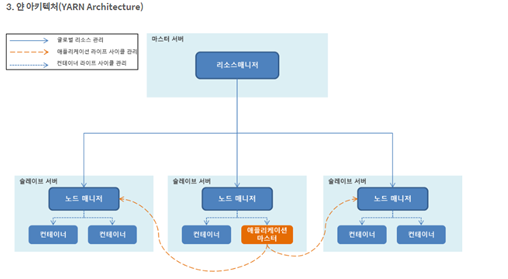 3. 얀 아키텍처(YARN Architecture)
글로벌 리소스 관리
애플리케이션 라이프 사이클 관리
컨테이너 라이프 사이클 관리
마스터 서버
리소스매니저
슬레이브 서버
슬레이브 서버
슬레이브 서버
노드 매니저
노드 매니저
노드 매니저
컨테이너
컨테이너
컨테이너
애플리케이션
마스터
컨테이너
컨테이너